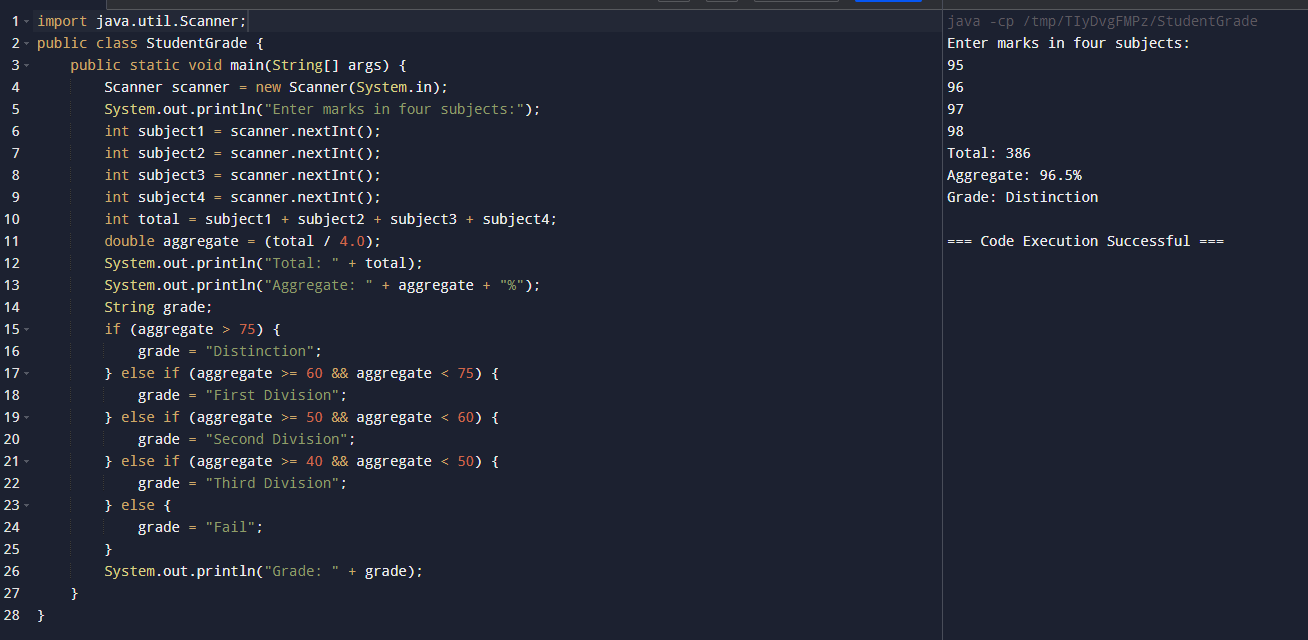 1 import java.util.Scanner;
2 public class StudentGrade {
3     public static void main(String[] args) {
4         Scanner scanner = new Scanner(System.in);
5         System.out.println("Enter marks in four subjects:");
6         int subject1 = scanner.nextInt();
7         int subject2 = scanner.nextInt();
8         int subject3 = scanner.nextInt();
9         int subject4 = scanner.nextInt();
10         int total = subject1 + subject2 + subject3 + subject4;
11         double aggregate = (total / 4.0);
12         System.out.println("Total: " + total);
13         System.out.println("Aggregate: " + aggregate + "%");
14         String grade;
15         if (aggregate > 75) {
16             grade = "Distinction";
17         } else if (aggregate >= 60 && aggregate < 75) {
18             grade = "First Division";
19         } else if (aggregate >= 50 && aggregate < 60) {
20             grade = "Second Division";
21         } else if (aggregate >= 40 && aggregate < 50) {
22             grade = "Third Division";
23         } else {
24             grade = "Fail";
25         }
26         System.out.println("Grade: " + grade);
27     }
28 }
java -cp /tmp/TIyDvgFMPz/StudentGrade
Enter marks in four subjects:
95
96
97
98
Total: 386
Aggregate: 96.5%
Grade: Distinction
=== Code Execution Successful ===